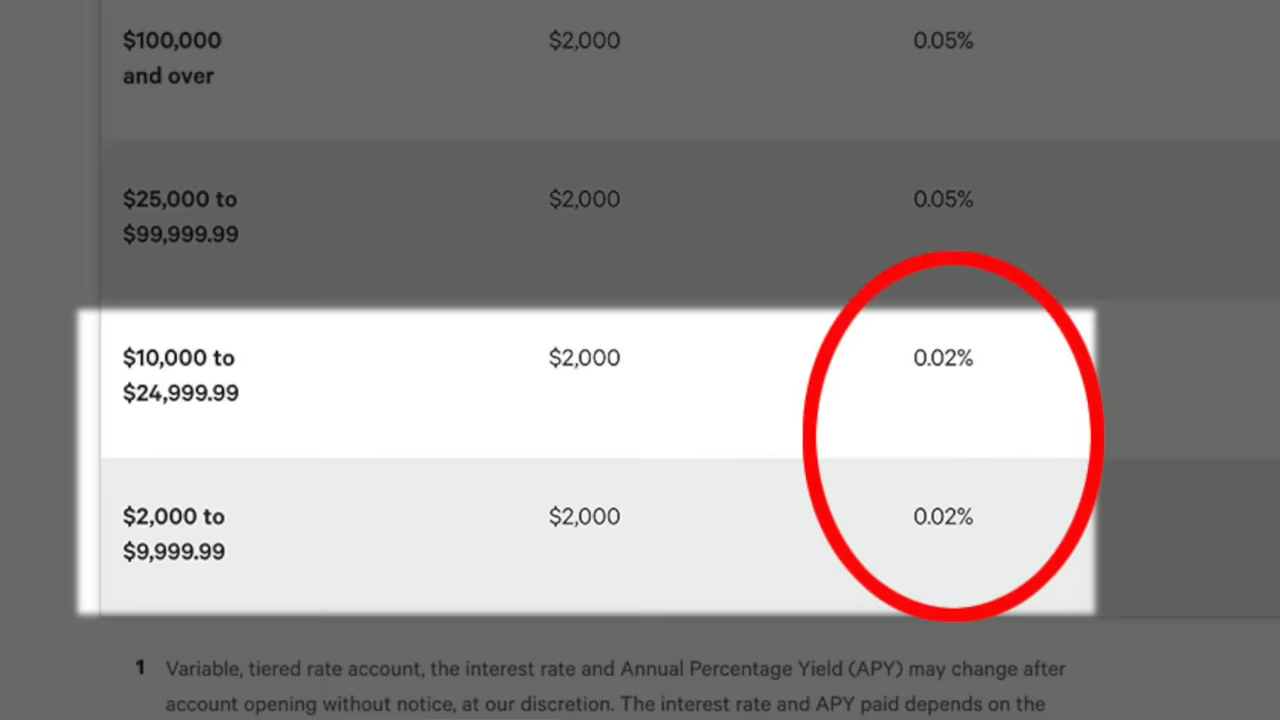 $100,000 $2,000 0.05%
and over
$25,000 to $2,000 0.05%
$99,999.99
$10,000 to $2,000 0.02%
$24,999.99
$2,000 to $2,000 0.02%
$9,999.99
1 Variable, tiered rate account, the interest rate and Annual Percentage Yield (APY) may change after
account opening without notice, at our discretion. The interest rate and APY paid depends on the